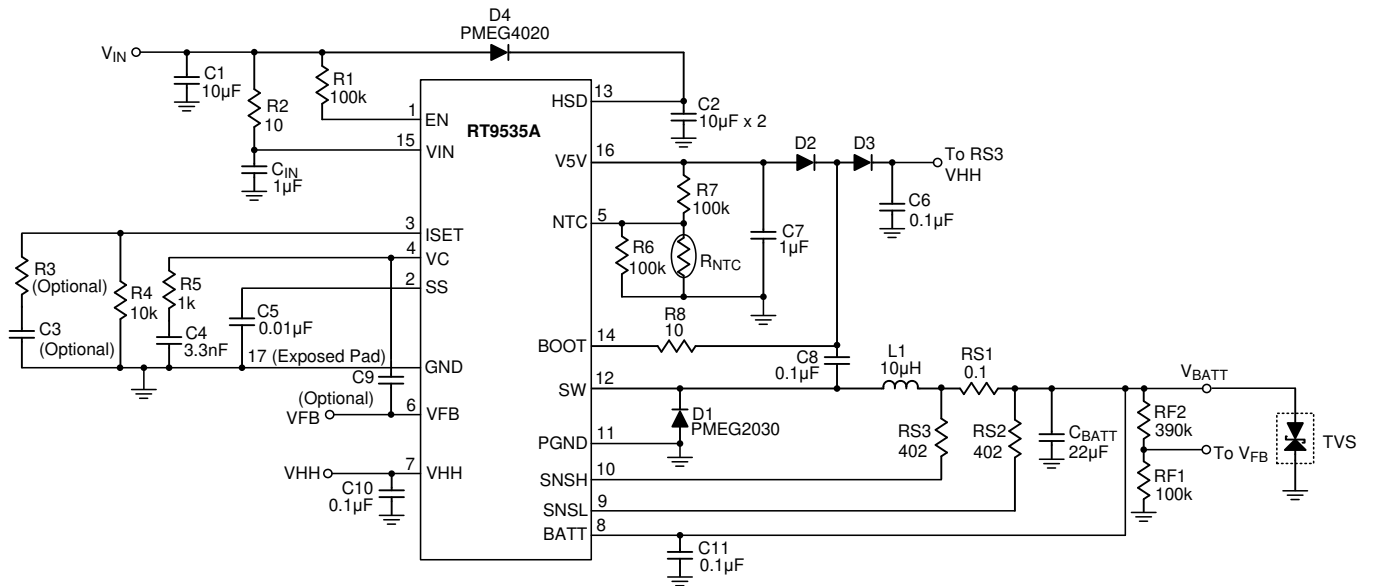 D4
PMEG4020
V_IN
C1
10µF
R2
10
R1
100k
1
EN
15
VIN
C_IN
1µF
RT9535A
HSD
13
C2
10µF x 2
V5V
16
D2
D3
To RS3
VHH
R7
100k
C6
0.1µF
NTC
5
R6
100k
R_NTC
C7
1µF
3
ISET
4
VC
2
SS
R3
(Optional)
R4
10k
R5
1k
C5
0.01µF
C3
(Optional)
C4
3.3nF
17 (Exposed Pad)
GND
C9
(Optional)
VFB
6
VFB
VHH
7
VHH
C10
0.1µF
R8
10
BOOT
14
C8
0.1µF
L1
10µH
RS1
0.1
SW
12
V_BATT
D1
PMEG2030
PGND
11
RS3
402
RS2
402
C_BATT
22µF
RF2
390k
TVS
To V_FB
RF1
100k
SNSH
10
SNSL
9
BATT
8
C11
0.1µF